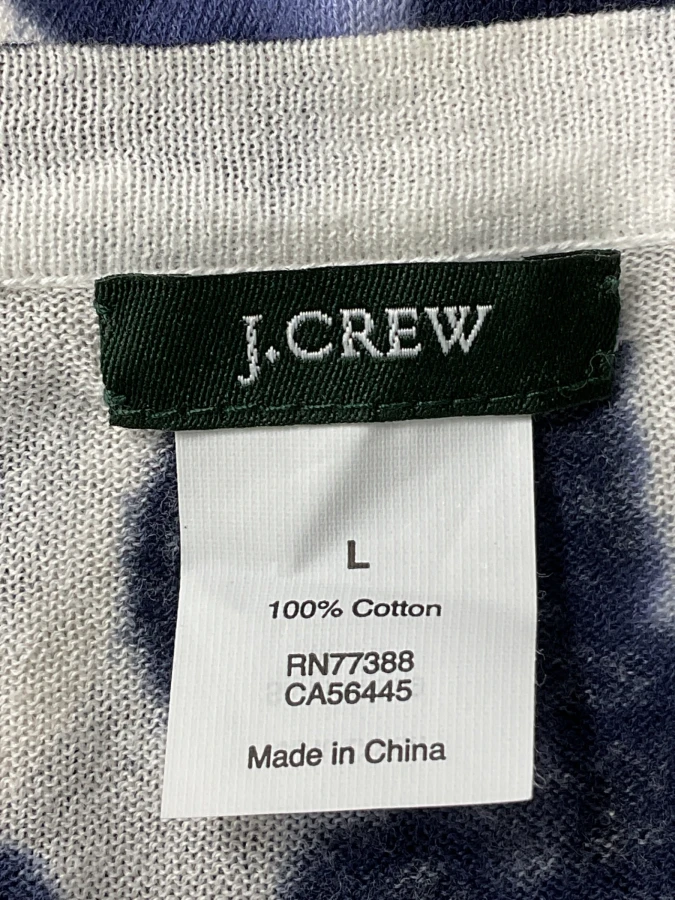 J.CREW
L
100% Cotton
RN77388
CA56445
Made in China